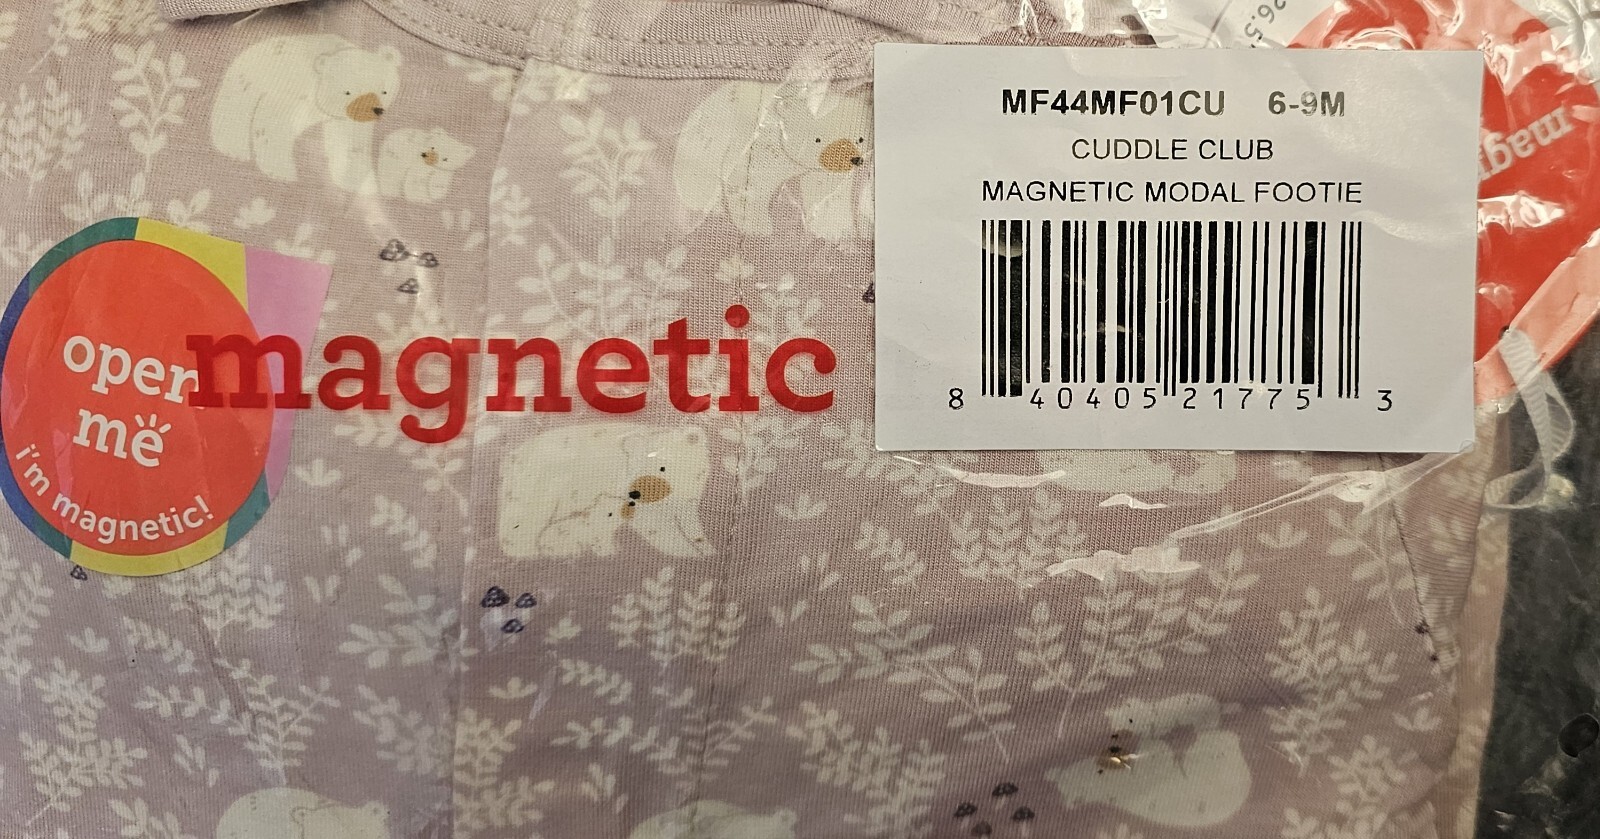 MF44MF01CU 6-9M
CUDDLE CLUB
MAGNETIC MODAL FOOTIE
8 40405 21775 3
magnetic
open
me
i'm magnetic!